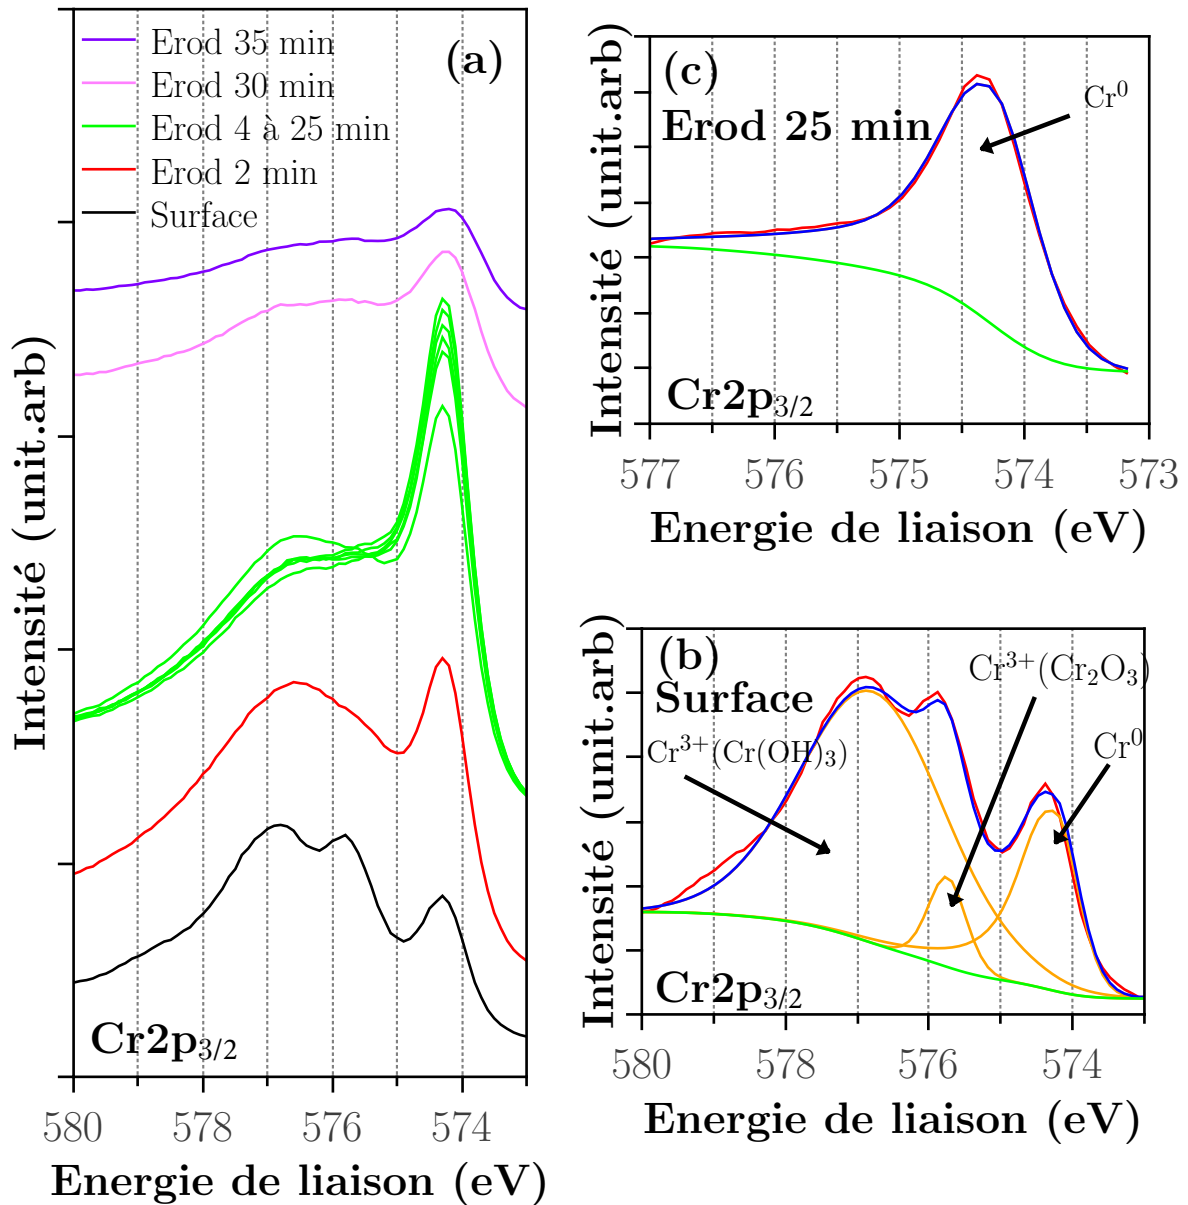 Erod 35 min
Erod 30 min
Erod 4 à 25 min
Erod 2 min
Surface
(a)
Intensité (unit.arb)
Cr2p3/2
580 578 576 574
Energie de liaison (eV)
(c)
Erod 25 min
Cr⁰
Intensité (unit.arb)
Cr2p3/2
577 576 575 574 573
Energie de liaison (eV)
(b)
Surface
Cr³⁺(Cr₂O₃)
Cr³⁺(Cr(OH)₃)
Cr⁰
Intensité (unit.arb)
Cr2p3/2
580 578 576 574
Energie de liaison (eV)